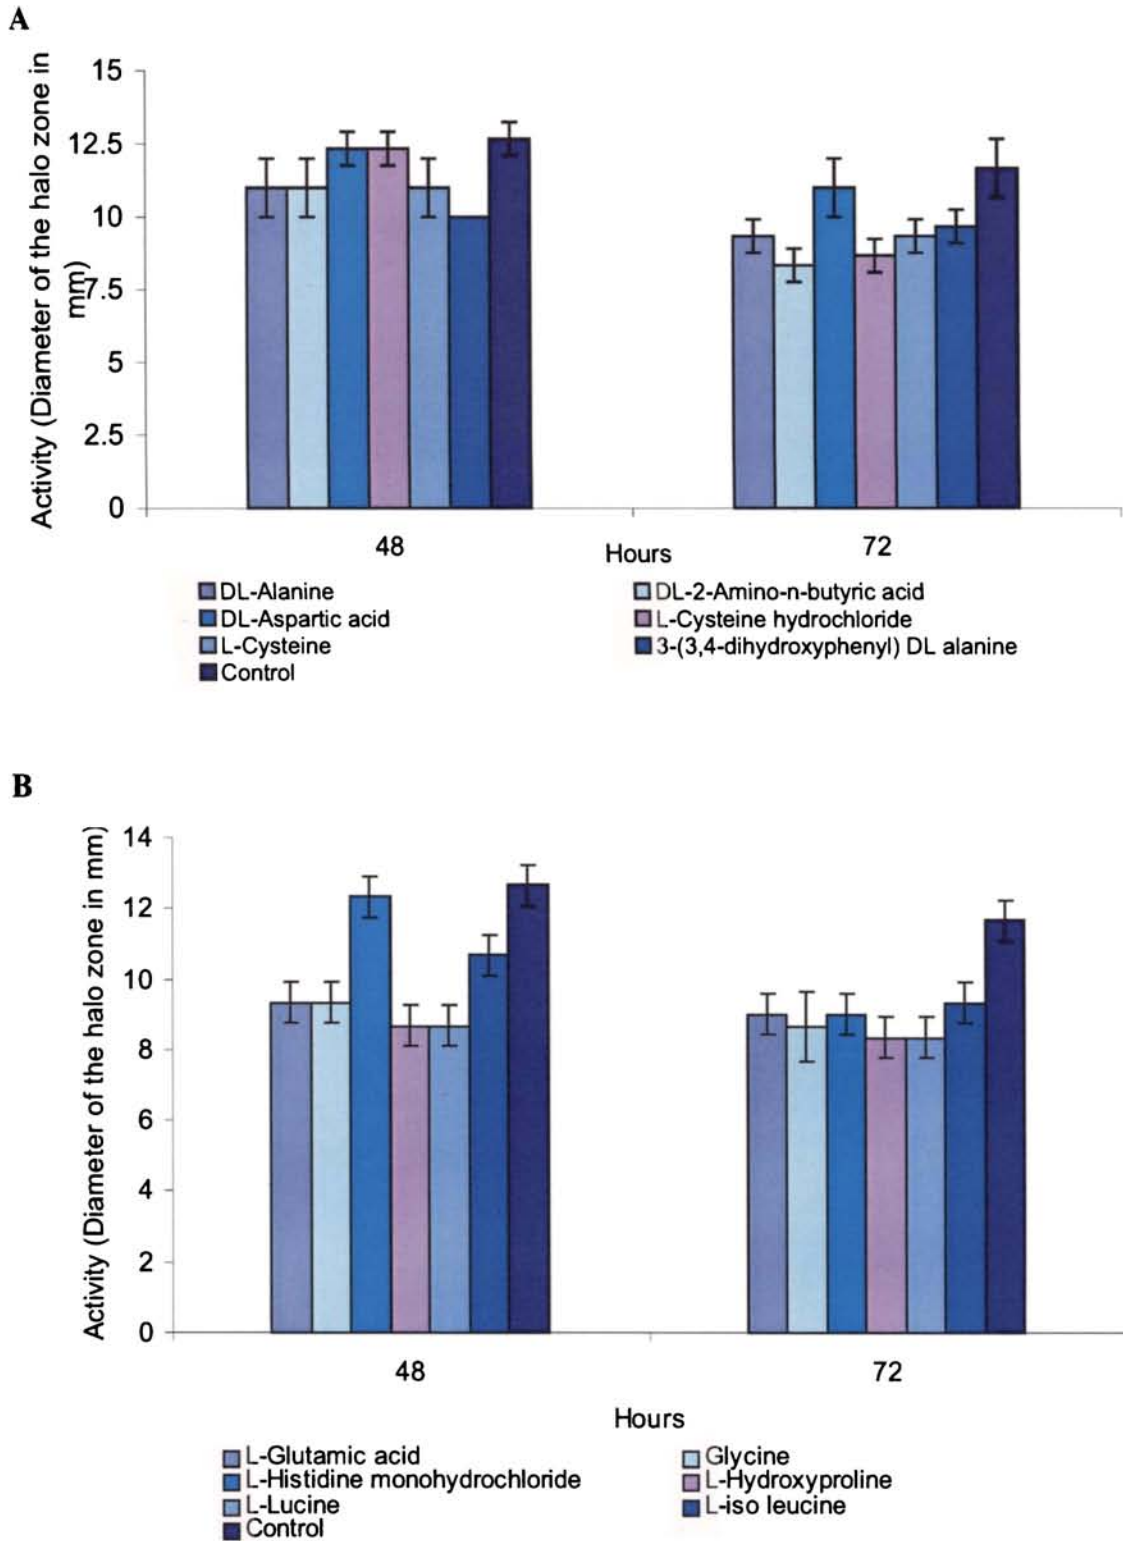 A
Activity (Diameter of the halo zone in
mm)
15
12.5
10
7.5
5
2.5
0
48
72
Hours
DL-Alanine
DL-2-Amino-n-butyric acid
DL-Aspartic acid
L-Cysteine hydrochloride
L-Cysteine
3-(3,4-dihydroxyphenyl) DL alanine
Control
B
Activity (Diameter of the halo zone in mm)
14
12
10
8
6
4
2
0
48
72
Hours
L-Glutamic acid
Glycine
L-Histidine monohydrochloride
L-Hydroxyproline
L-Lucine
L-iso leucine
Control